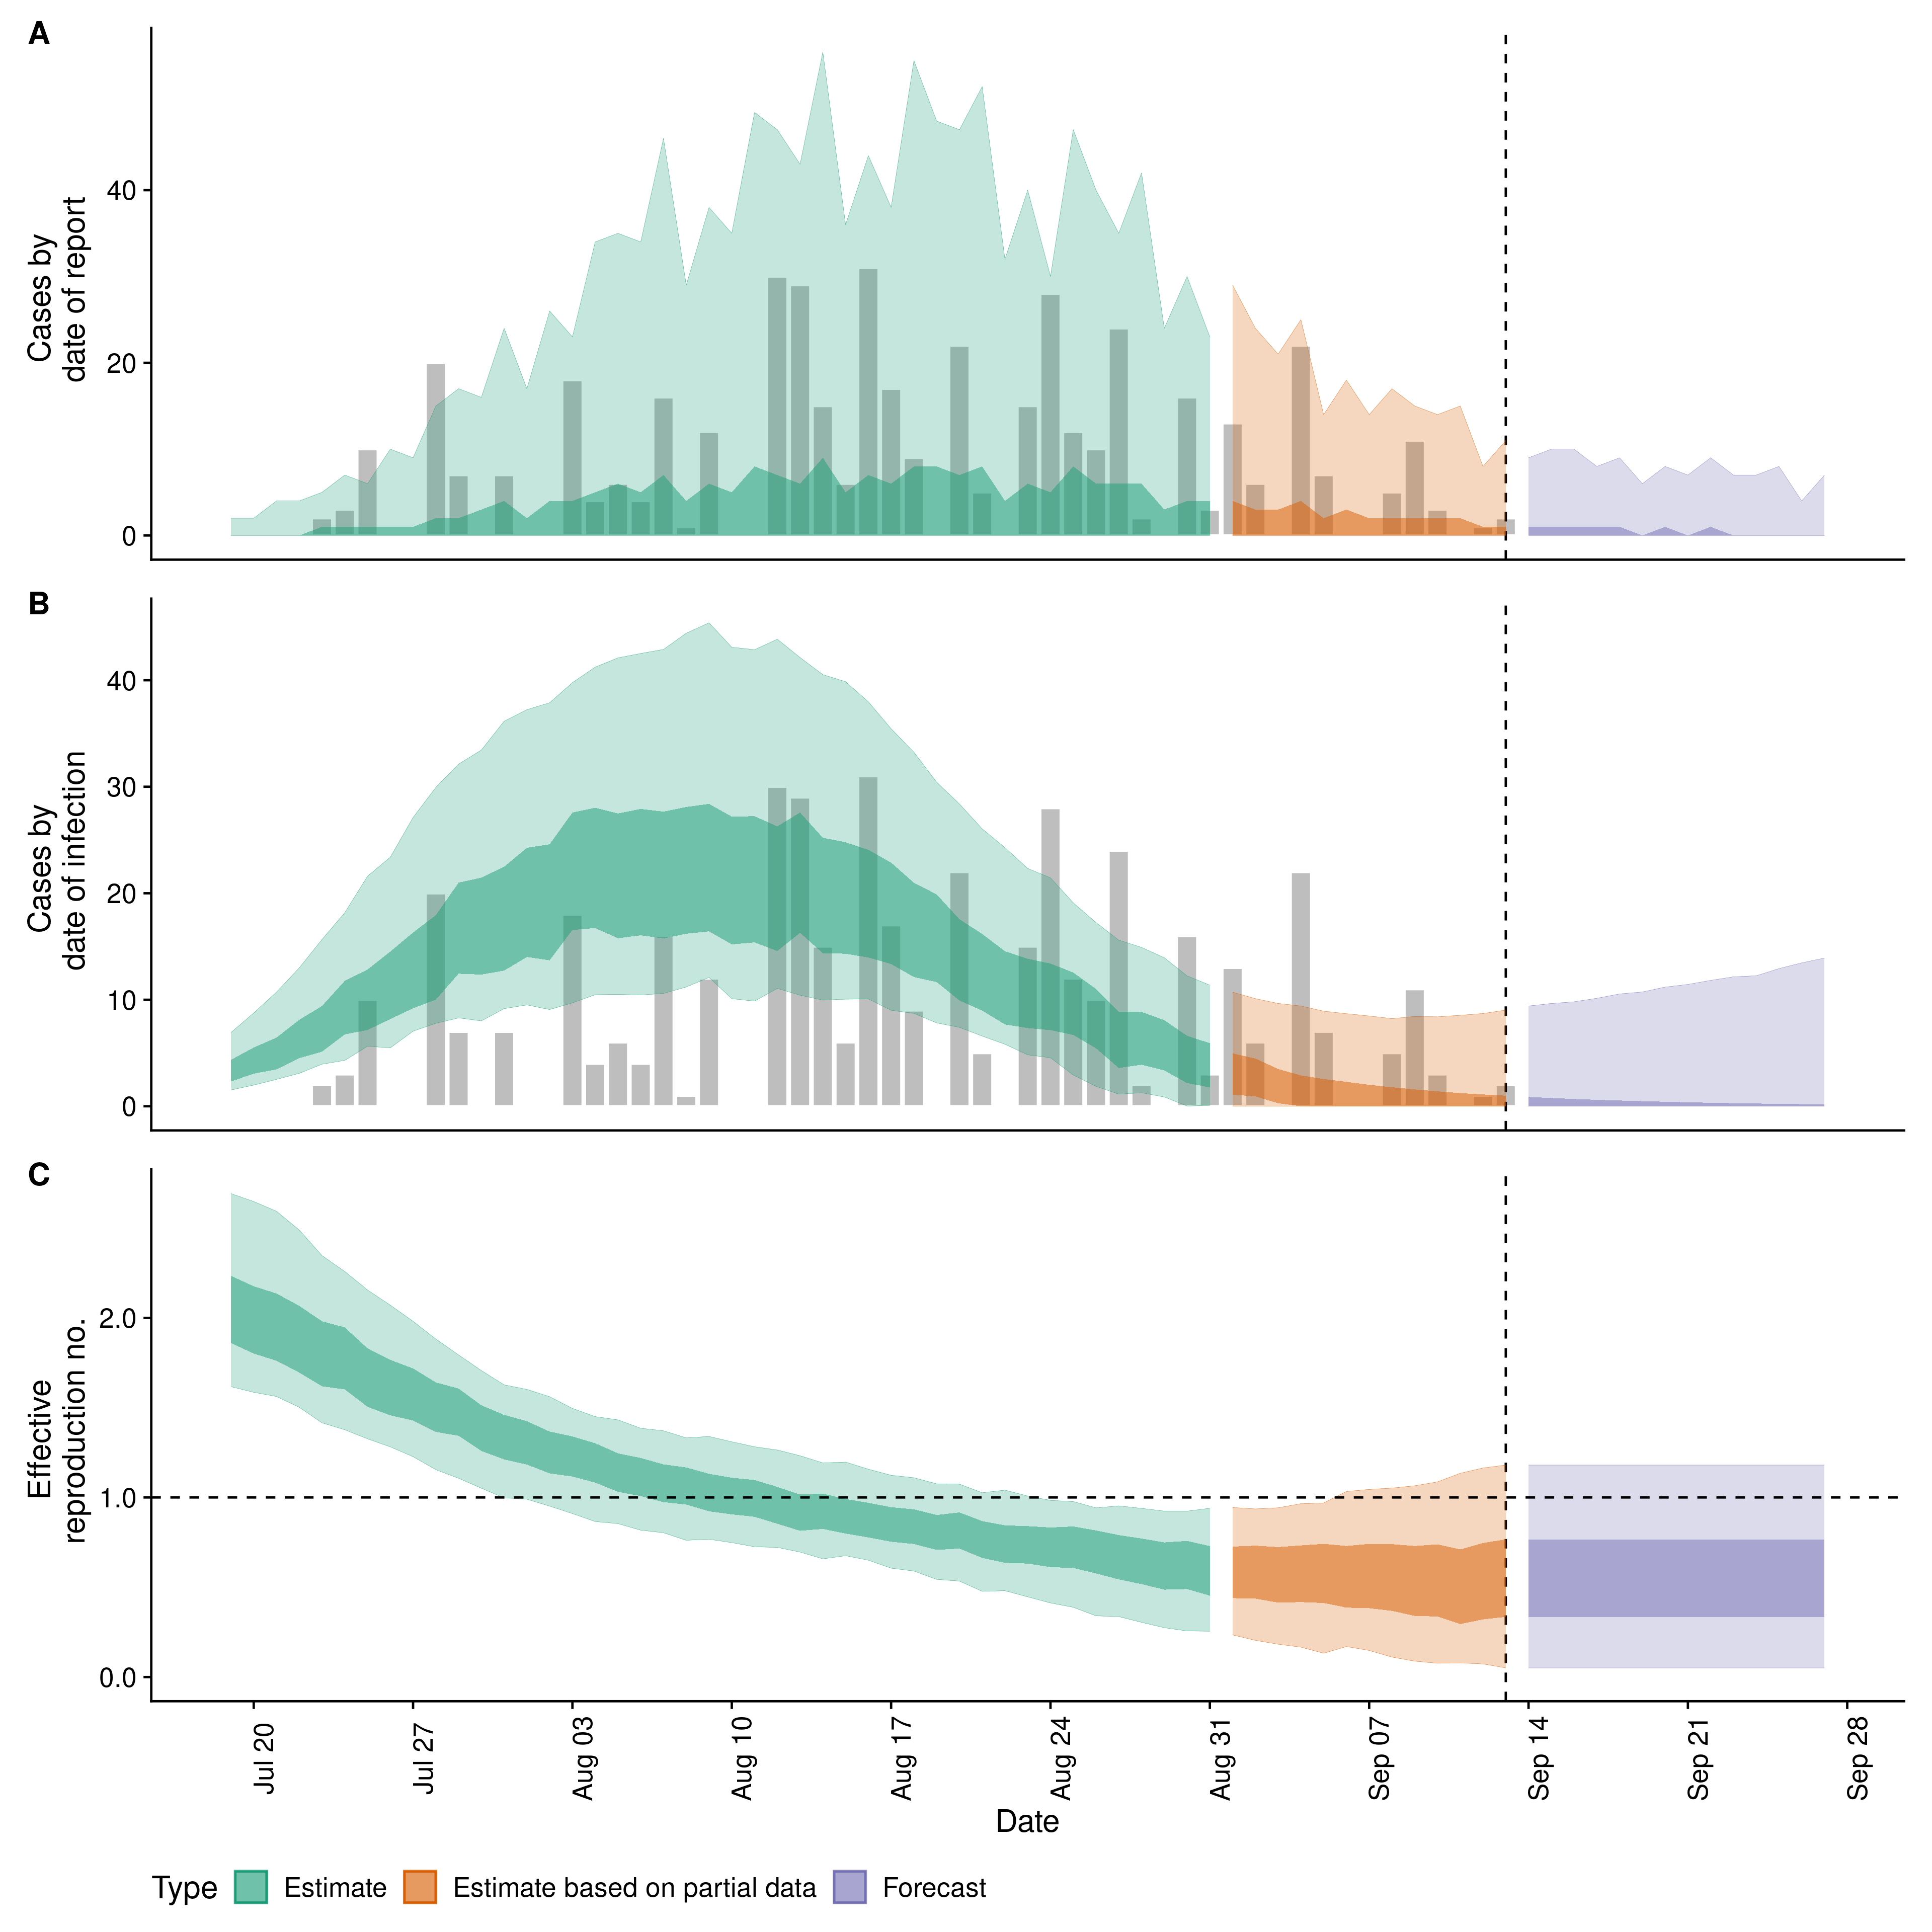 A
Cases by
date of report
40
20
0
B
Cases by
date of infection
40
30
20
10
0
C
Effective
reproduction no.
2.0
1.0
0.0
Jul 20
Jul 27
Aug 03
Aug 10
Aug 17
Aug 24
Aug 31
Sep 07
Sep 14
Sep 21
Sep 28
Date
Type Estimate Estimate based on partial data Forecast